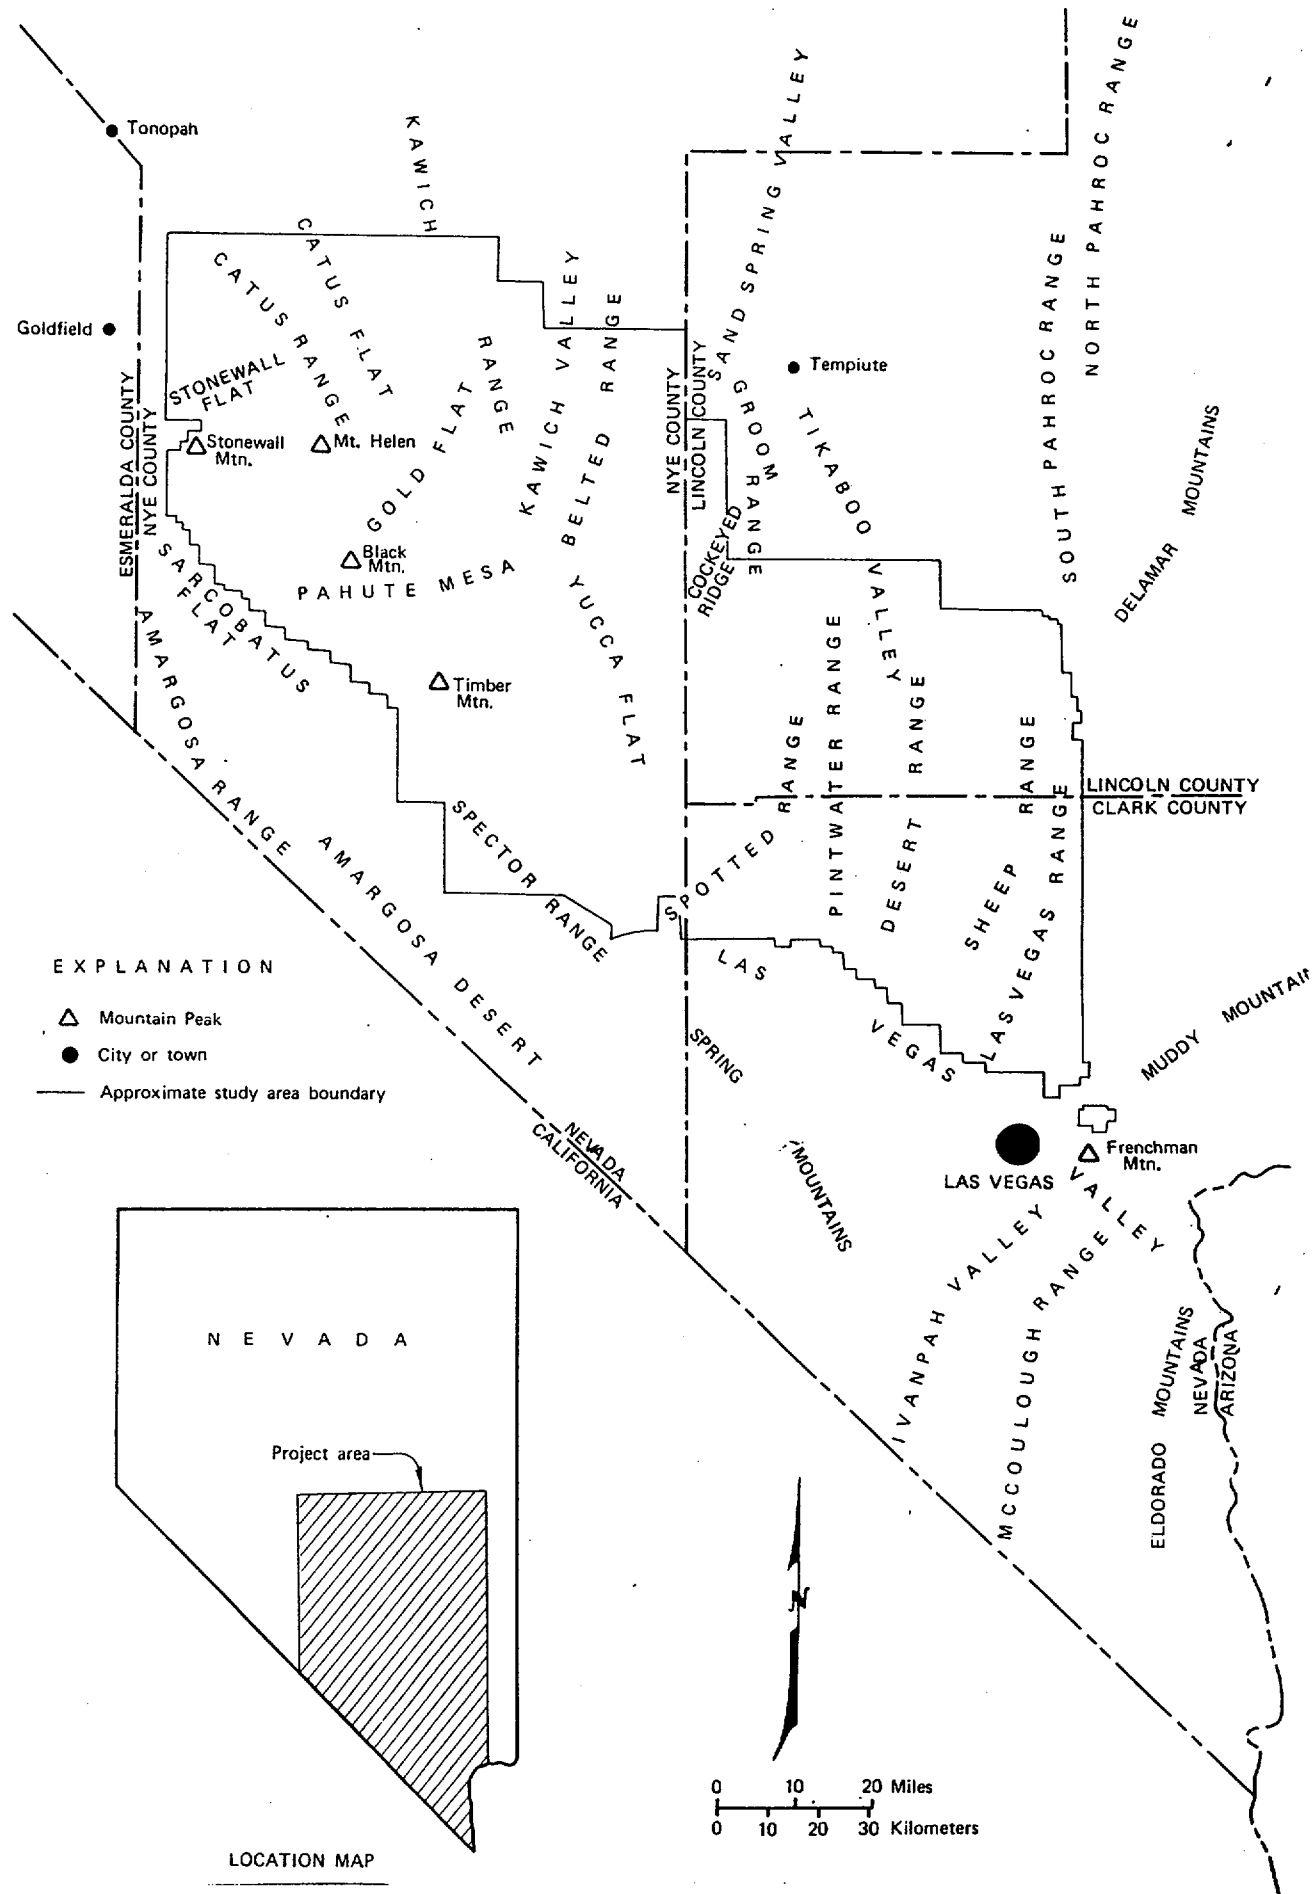 NORTH PAHROC RANGE
SAND SPRING VALLEY
Tonopah
KAWICH
RANGE
CATUS FLAT
CATUS RANGE
KAWICH VALLEY
BELTED RANGE
SOUTH PAHROC RANGE
Goldfield
STONEWALL
FLAT
GOLD FLAT
Tempiute
GROOM RANGE
TIKABOO VALLEY
ESMERALDA COUNTY
NYE COUNTY
NYE COUNTY
LINCOLN COUNTY
Stonewall
Mtn.
Mt. Helen
DELAMAR MOUNTAINS
COCKEYED
RIDGE
Black
Mtn.
PAHUTE MESA
SARCOBATUS
FLAT
YUCCA FLAT
AMARGOSA RANGE
Timber
Mtn.
PINTWATER RANGE
DESERT RANGE
SPOTTED RANGE
SHEEP RANGE
LAS VEGAS RANGE
LINCOLN COUNTY
CLARK COUNTY
SPECTOR RANGE
AMARGOSA DESERT
LAS VEGAS VALLEY
SPRING MOUNTAINS
MUDDY MOUNTAIN
EXPLANATION
Mountain Peak
City or town
Approximate study area boundary
NEVADA
CALIFORNIA
Frenchman
Mtn.
LAS VEGAS
IVANPAH VALLEY
MCCOULOUGH RANGE
ELDORADO MOUNTAINS
NEVADA
ARIZONA
NEVADA
Project area
N
0 10 20 Miles
0 10 20 30 Kilometers
LOCATION MAP